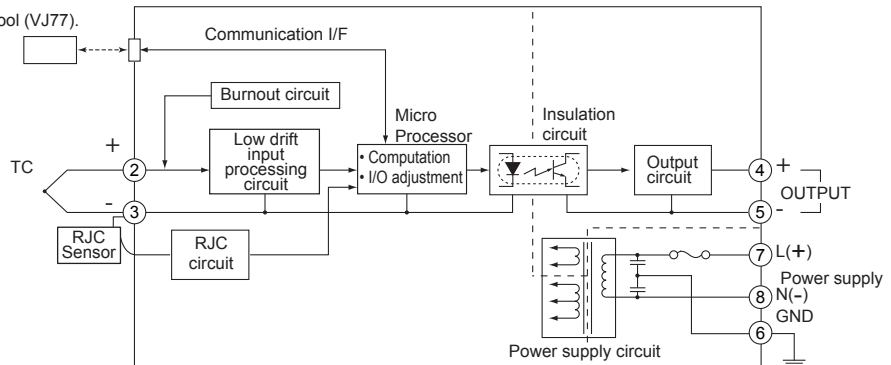 ool (VJ77).
Communication I/F
Burnout circuit
Micro
Processor
Insulation
circuit
TC
+
2
Low drift
input
processing
circuit
• Computation
• I/O adjustment
Output
circuit
4
+
OUTPUT
-
3
5
-
RJC
Sensor
RJC
circuit
7
L(+)
Power supply
8
N(-)
GND
6
Power supply circuit